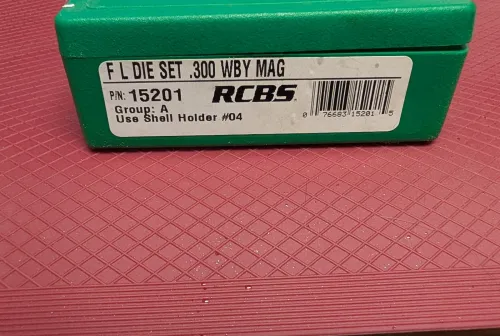 F L DIE SET .300 WBY MAG
P/N: 15201 RCBS
Group: A
Use Shell Holder #04
0 76683 15201 5